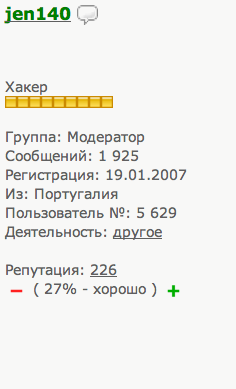 jen140
Хакер
Группа: Модератор
Сообщений: 1 925
Регистрация: 19.01.2007
Из: Португалия
Пользователь №: 5 629
Деятельность: другое
Репутация: 226
− ( 27% - хорошо ) +